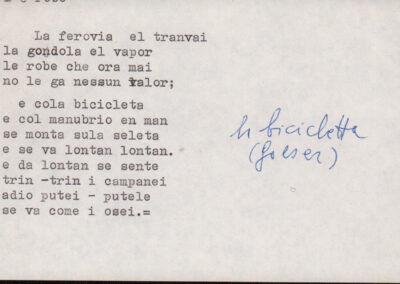 La ferovia el tranvai
la gondola el vapor
le robe che ora mai
no le ga nessun valor;
e cola bicicleta
e col manubrio en man
se monta sula seleta
e se va lontan lontan.
e da lontan se sente
trin -trin i campanei
adio putei - putele
se va come i osei.=
bicicletta